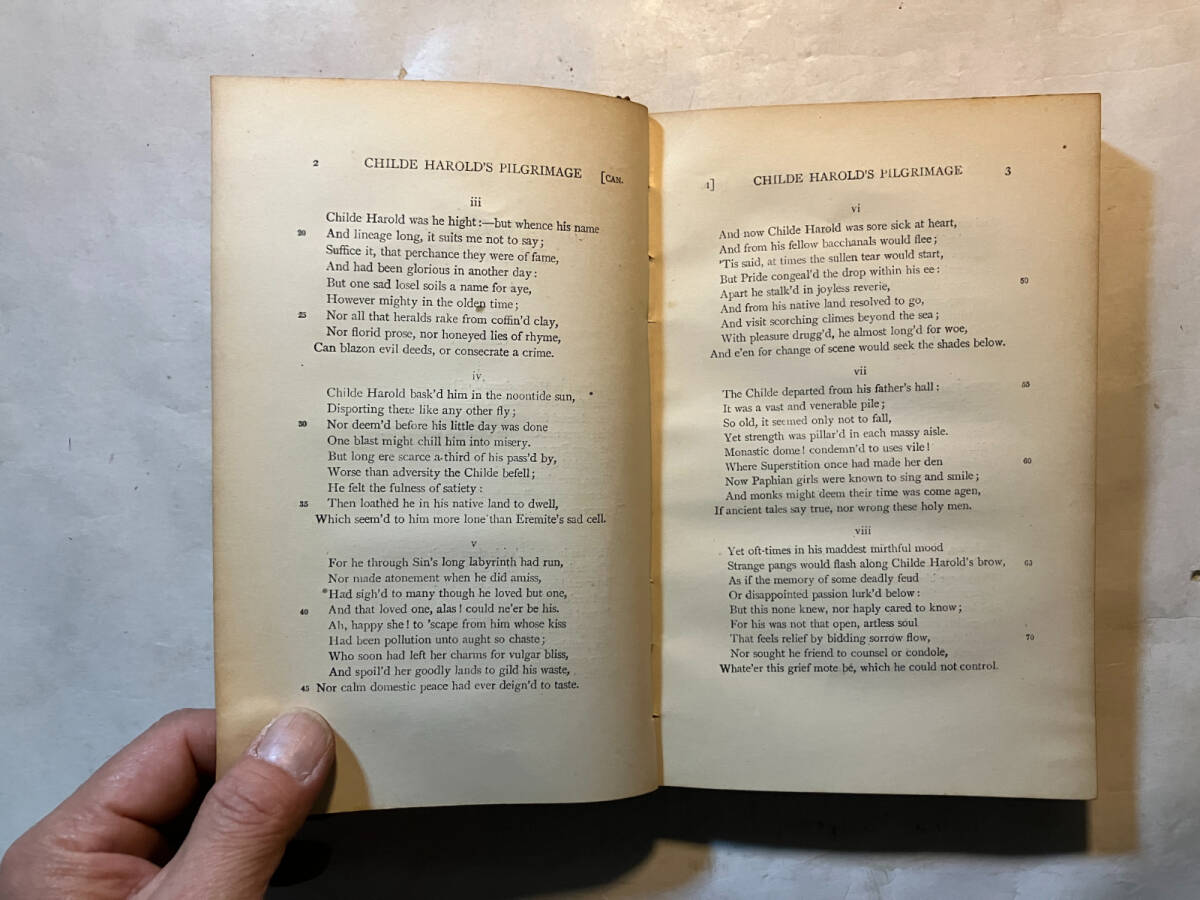 2 CHILDE HAROLD'S PILGRIMAGE [CAN.
iii
Childe Harold was he hight:—but whence his name
20 And lineage long, it suits me not to say;
Suffice it, that perchance they were of fame,
And had been glorious in another day:
But one sad losel soils a name for aye,
However mighty in the olden time;
25 Nor all that heralds rake from coffin'd clay,
Nor florid prose, nor honeyed lies of rhyme,
Can blazon evil deeds, or consecrate a crime.
iv
Childe Harold bask'd him in the noontide sun,
Disporting there like any other fly;
30 Nor deem'd before his little day was done
One blast might chill him into misery.
But long ere scarce a third of his pass'd by,
Worse than adversity the Childe befell;
He felt the fulness of satiety:
35 Then loathed he in his native land to dwell,
Which seem'd to him more lone than Eremite's sad cell.
v
For he through Sin's long labyrinth had run,
Nor made atonement when he did amiss,
Had sigh'd to many though he loved but one,
40 And that loved one, alas! could ne'er be his.
Ah, happy she! to 'scape from him whose kiss
Had been pollution unto aught so chaste;
Who soon had left her charms for vulgar bliss,
And spoil'd her goodly lands to gild his waste,
45 Nor calm domestic peace had ever deign'd to taste.
I] CHILDE HAROLD'S PILGRIMAGE 3
vi
And now Childe Harold was sore sick at heart,
And from his fellow bacchanals would flee;
'Tis said, at times the sullen tear would start,
But Pride congeal'd the drop within his ee:
Apart he stalk'd in joyless reverie, 50
And from his native land resolved to go,
And visit scorching climes beyond the sea;
With pleasure drugg'd, he almost long'd for woe,
And e'en for change of scene would seek the shades below.
vii
The Childe departed from his father's hall: 55
It was a vast and venerable pile;
So old, it seemed only not to fall,
Yet strength was pillar'd in each massy aisle.
Monastic dome! condemn'd to uses vile!
Where Superstition once had made her den 60
Now Paphian girls were known to sing and smile;
And monks might deem their time was come agen,
If ancient tales say true, nor wrong these holy men.
viii
Yet oft-times in his maddest mirthful mood
Strange pangs would flash along Childe Harold's brow, 65
As if the memory of some deadly feud
Or disappointed passion lurk'd below:
But this none knew, nor haply cared to know;
For his was not that open, artless soul
That feels relief by bidding sorrow flow, 70
Nor sought he friend to counsel or condole,
Whate'er this grief mote be, which he could not control.